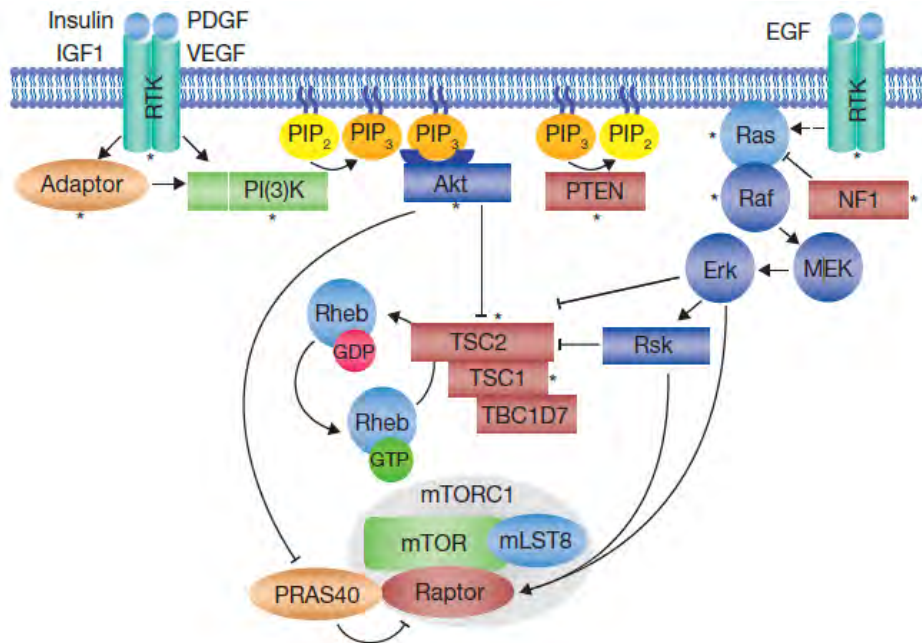 Insulin
PDGF
IGF1
VEGF
EGF
RTK
RTK
PIP2
PIP3
PIP3
PIP3
PIP2
Ras
*
*
*
Adaptor
PI(3)K
Akt
PTEN
Raf
*
NF1
*
*
*
*
*
Erk
MEK
Rheb
GDP
*
TSC2
Rsk
TSC1
*
TBC1D7
Rheb
GTP
mTORC1
mTOR
mLST8
PRAS40
Raptor